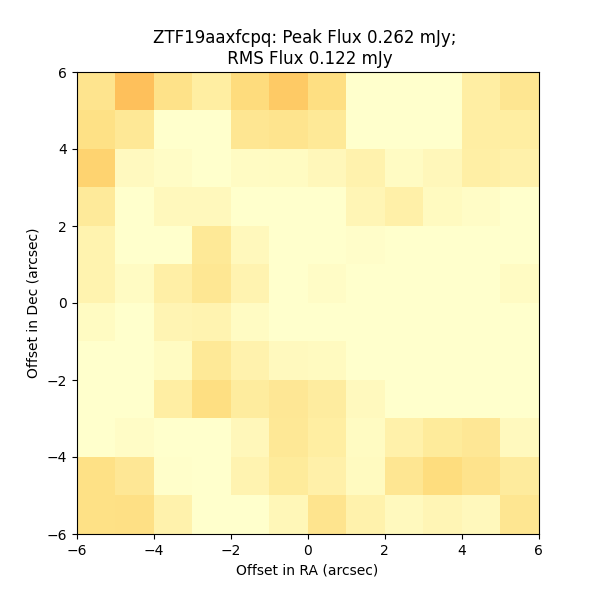 ZTF19aaxfcpq: Peak Flux 0.262 mJy;
RMS Flux 0.122 mJy
6
4
2
0
−2
−4
−6
Offset in Dec (arcsec)
−6 −4 −2 0 2 4 6
Offset in RA (arcsec)